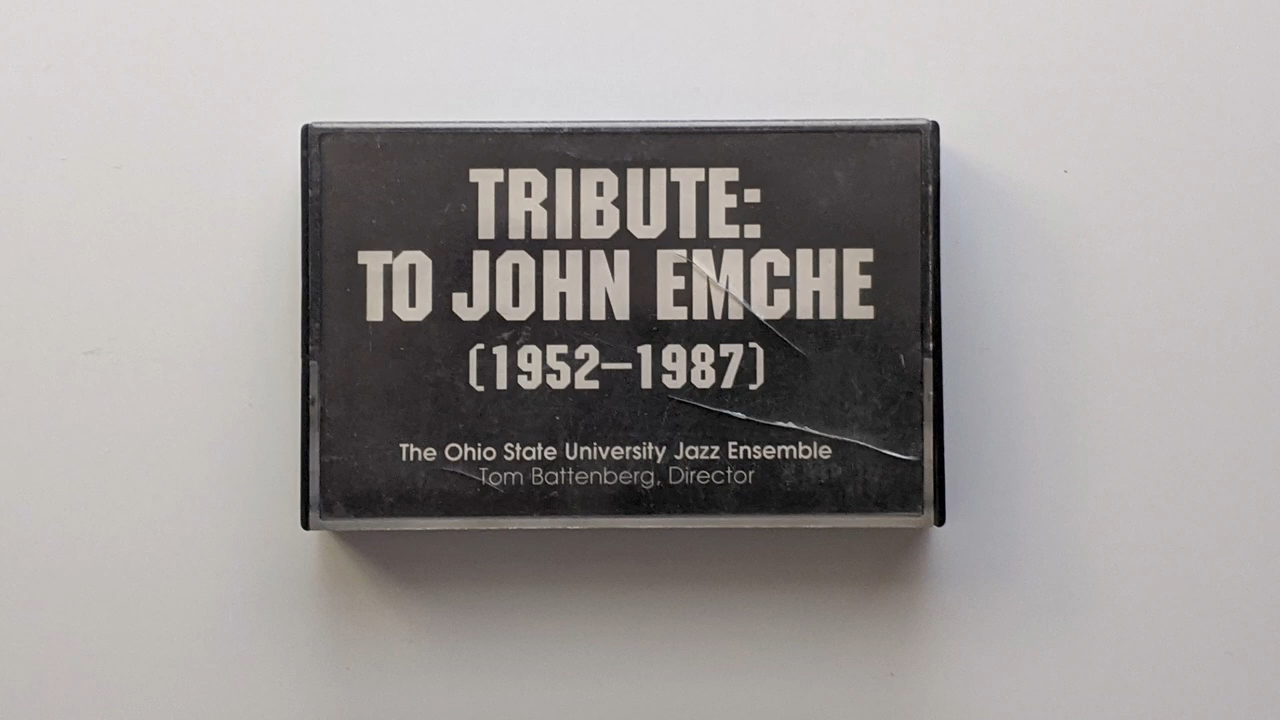 TRIBUTE:
TO JOHN EMCHE
(1952–1987)
The Ohio State University Jazz Ensemble
Tom Battenberg, Director